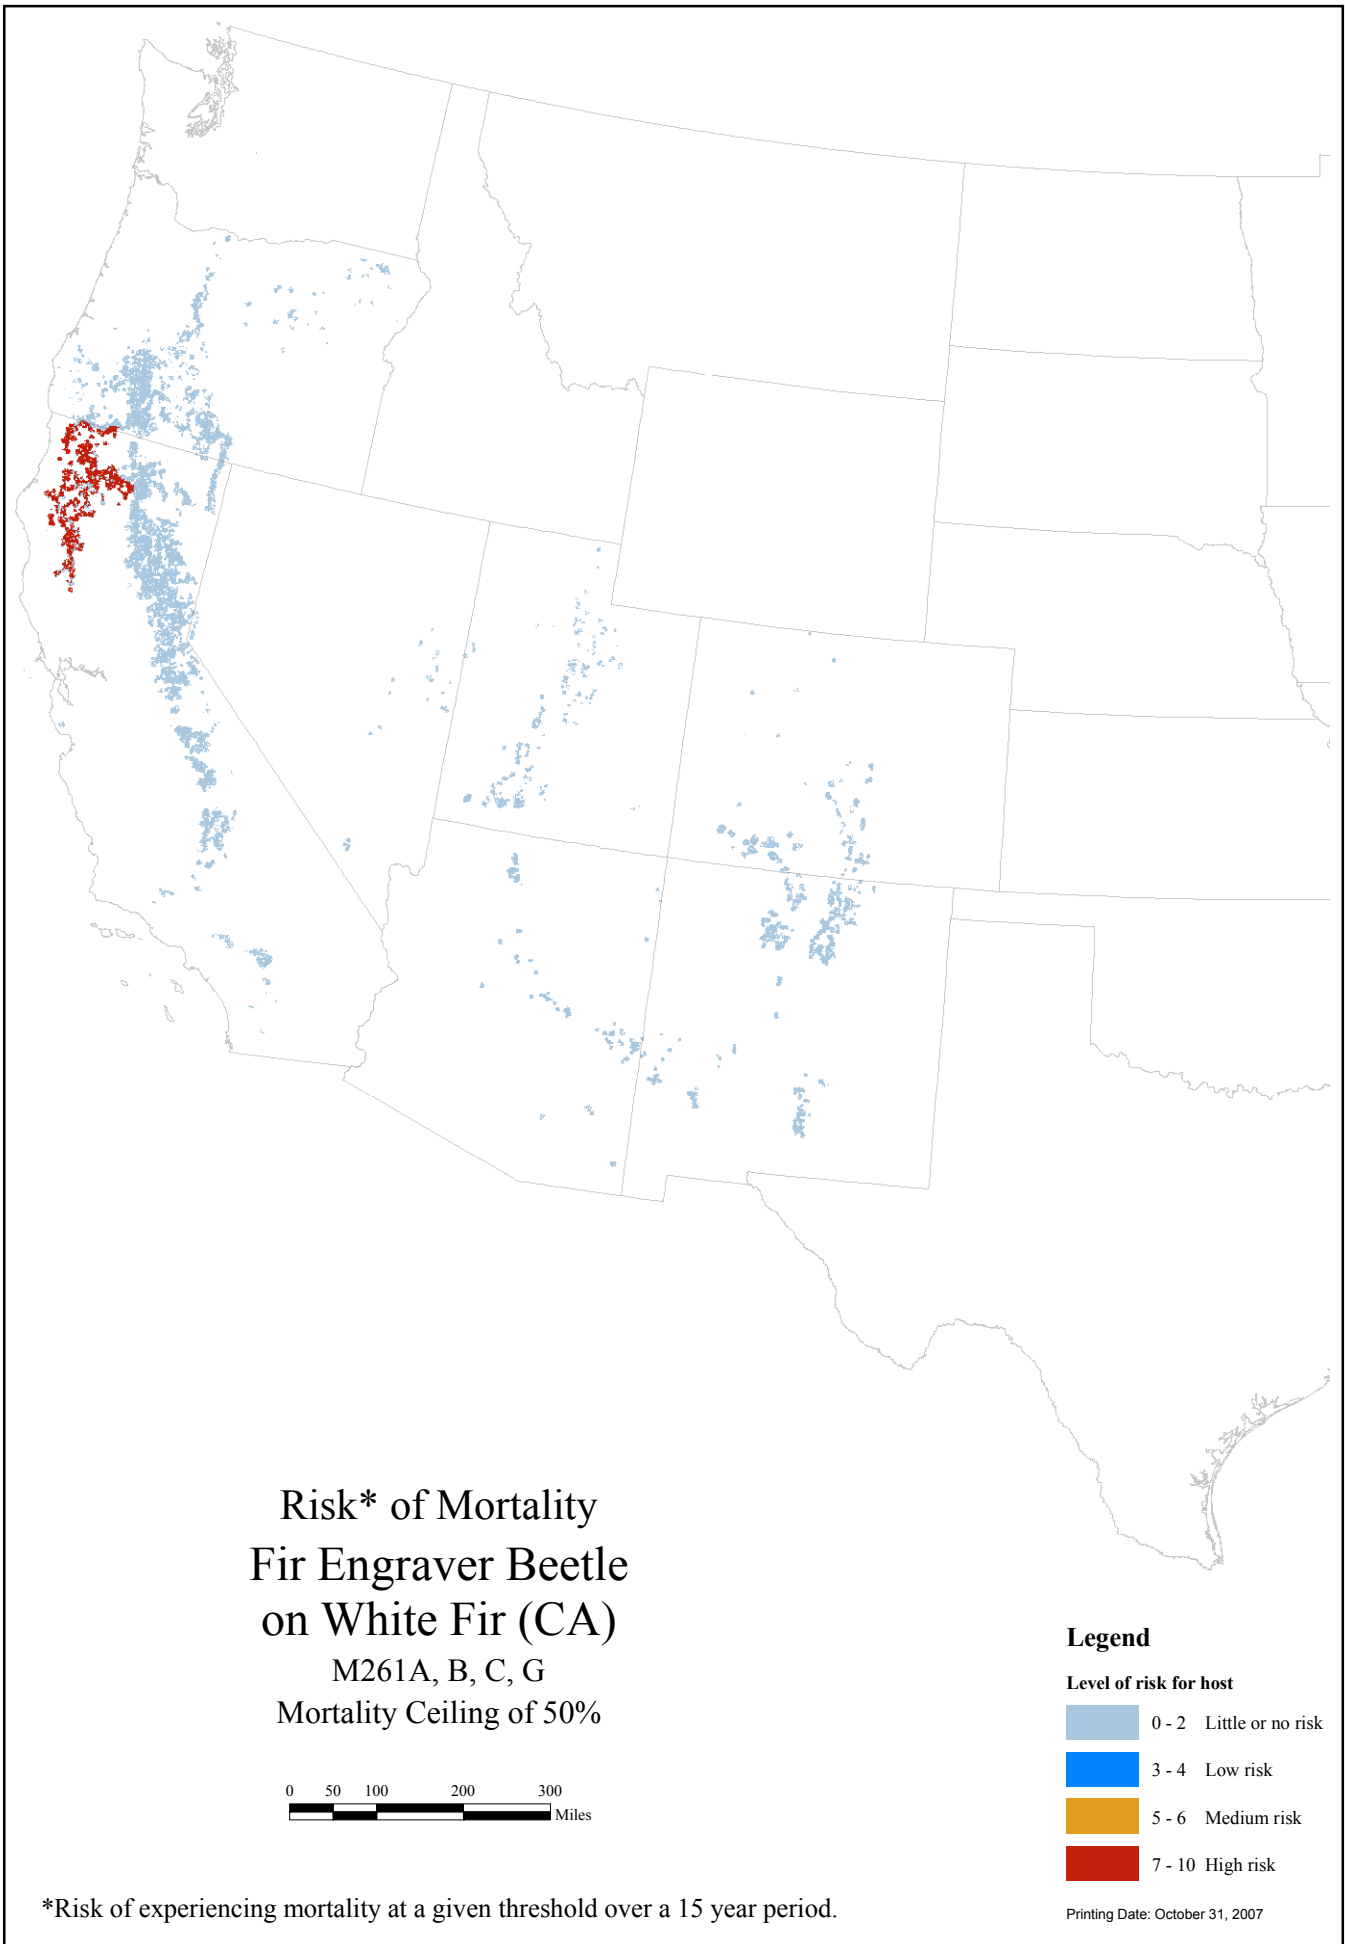 Risk* of Mortality
Fir Engraver Beetle
on White Fir (CA)
M261A, B, C, G
Mortality Ceiling of 50%
0 50 100 200 300
Miles
Legend
Level of risk for host
0 - 2 Little or no risk
3 - 4 Low risk
5 - 6 Medium risk
7 - 10 High risk
*Risk of experiencing mortality at a given threshold over a 15 year period.
Printing Date: October 31, 2007